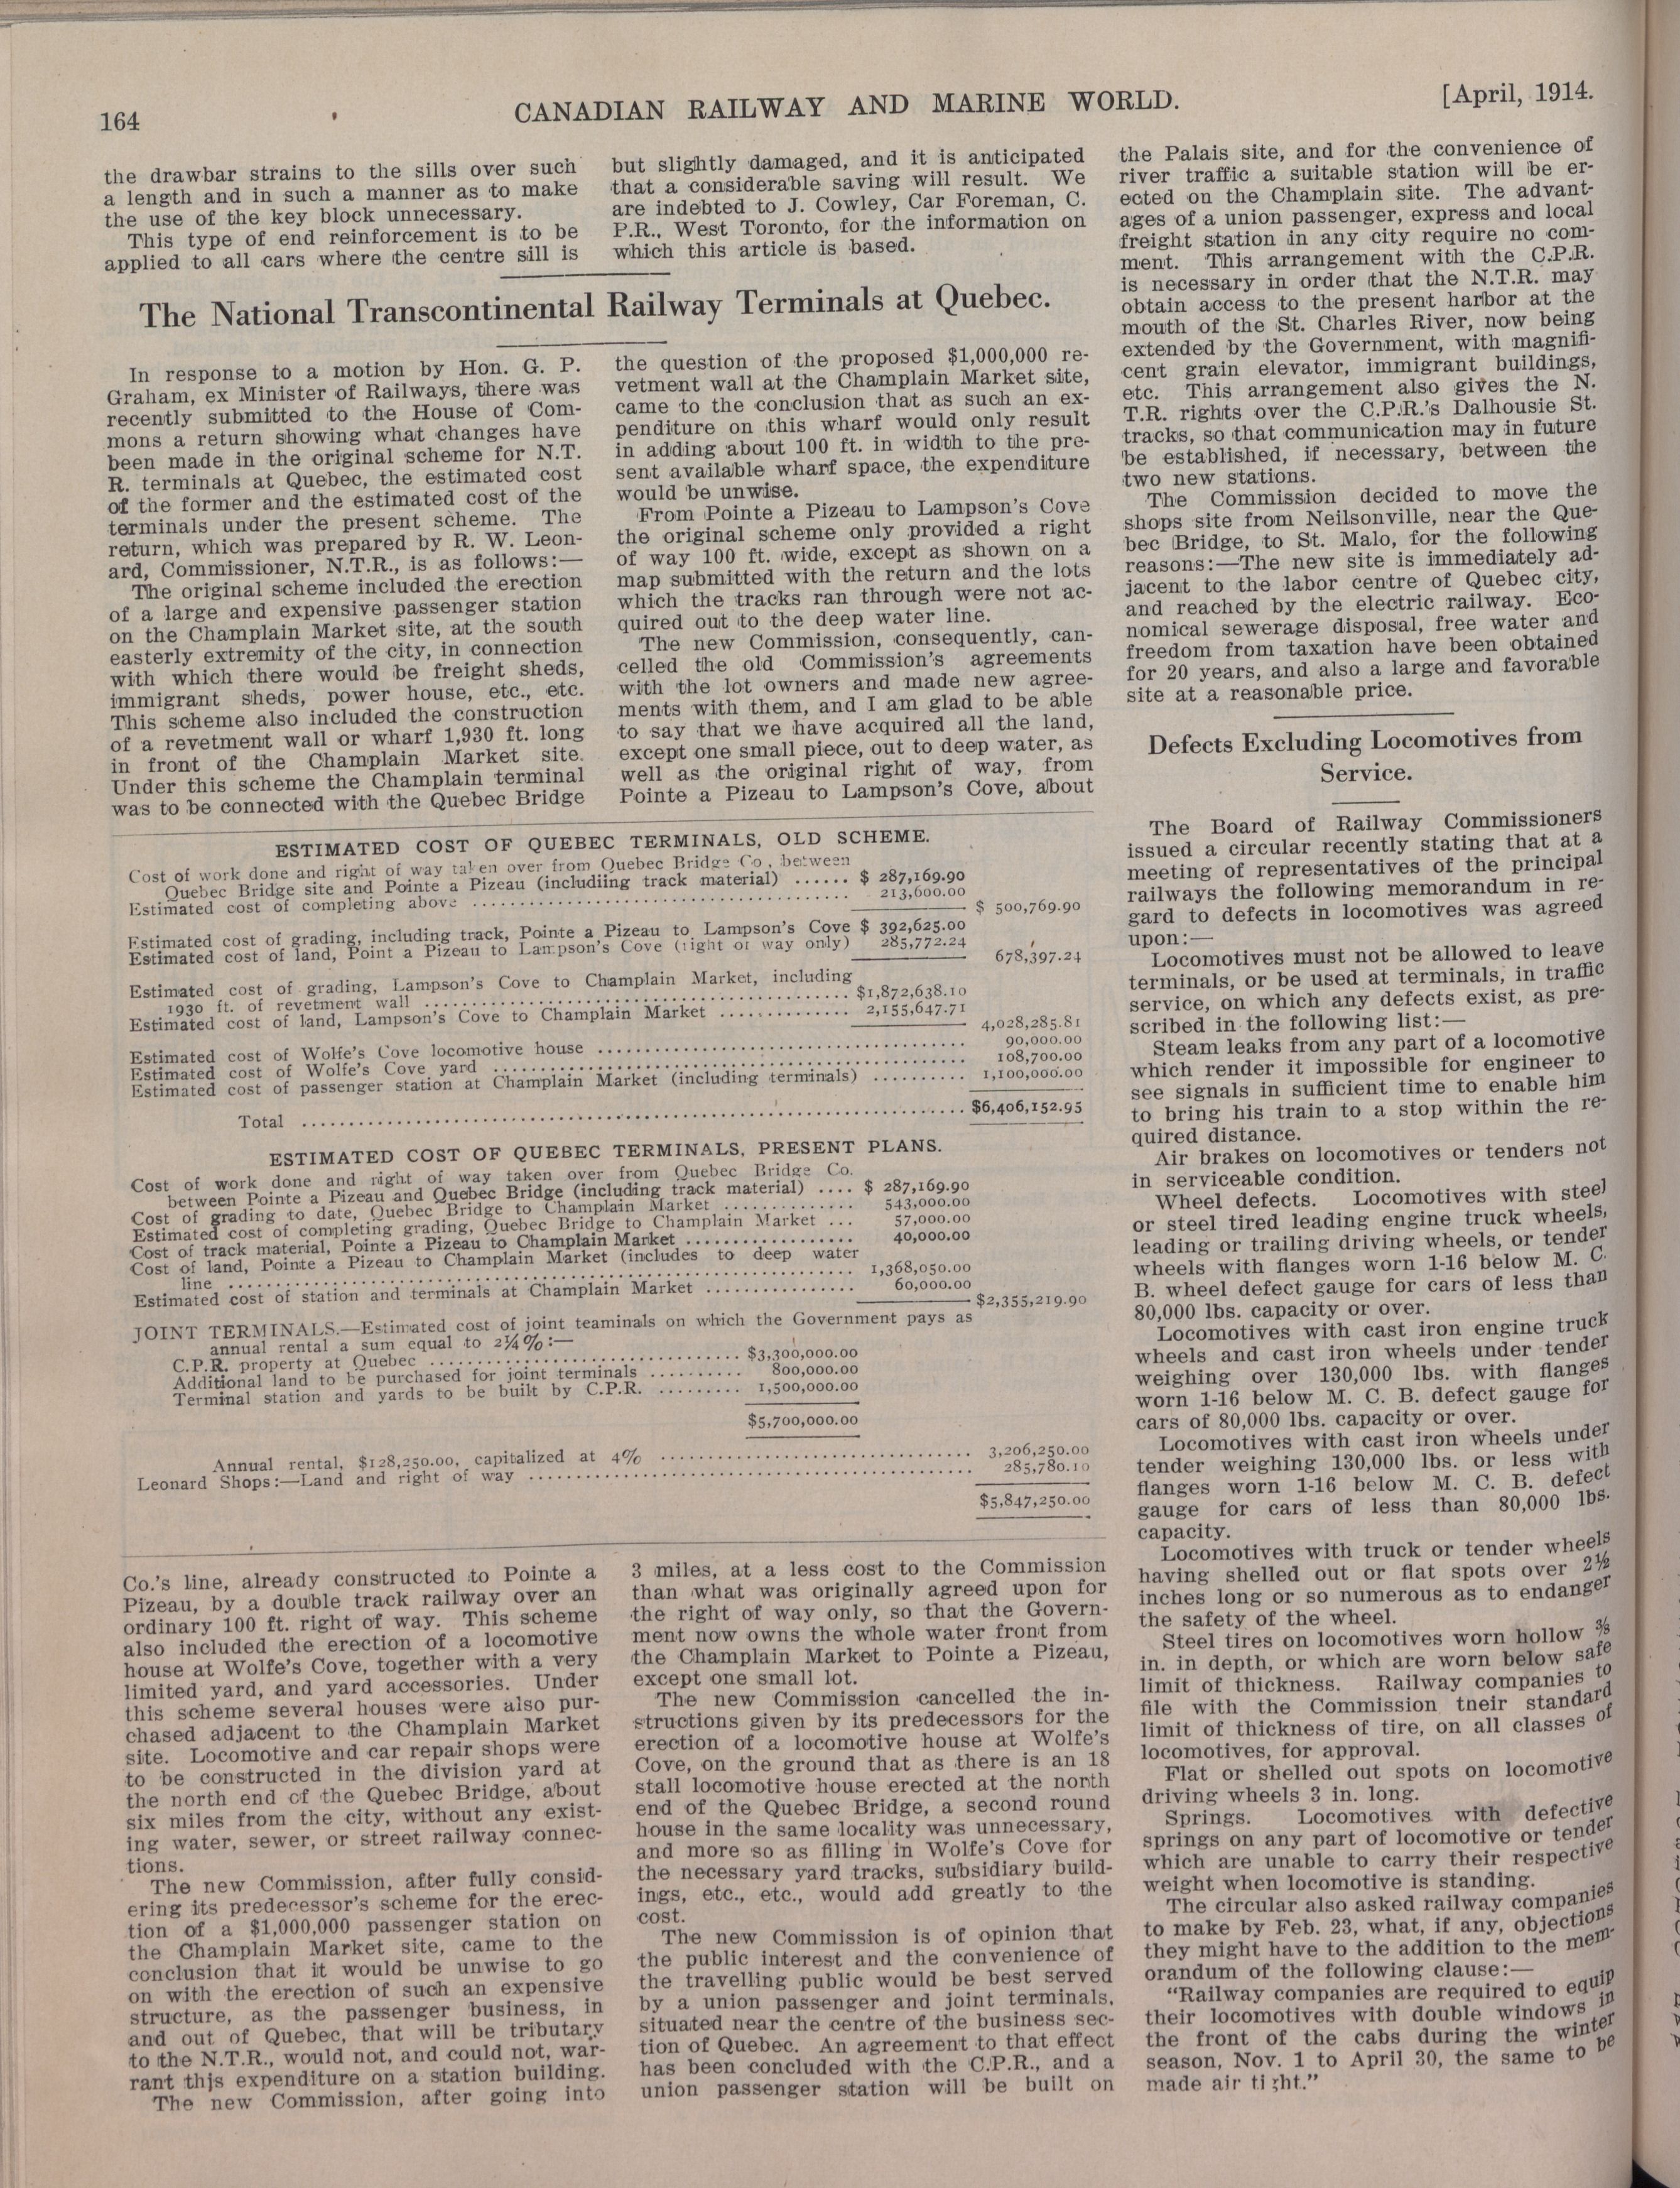 164
CANADIAN RAILWAY AND MARINE WORLD.
[April, 1914.
the drawbar strains to the sills over such
a length and in such a manner as to make
the use of the key block unnecessary.
This type of end reinforcement is to be
applied to all cars where the centre sill is
but slightly damaged, and it is anticipated
that a considerable saving will result. We
are indebted to J. Cowley, Car Foreman, C.
P.R., West Toronto, for the information on
which this article is based.
The National Transcontinental Railway Terminals at Quebec.
In response to a motion by Hon. G. P.
Graham, ex Minister of Railways, there was
recently submitted to the House of Com-
mons a return showing what changes have
been made in the original scheme for N.T.
R. terminals at Quebec, the estimated cost
of the former and the estimated cost of the
terminals under the present scheme. The
return, which was prepared by R. W. Leon-
ard, Commissioner, N.T.R., is as follows:—
The original scheme included the erection
of a large and expensive passenger station
on the Champlain Market site, at the south
easterly extremity of the city, in connection
with which there would be freight sheds,
immigrant sheds, power house, etc., etc.
This scheme also included the construction
of a revetment wall or wharf 1,930 ft. long
in front of the Champlain Market site.
Under this scheme the Champlain terminal
was to be connected with the Quebec Bridge
the question of the proposed $1,000,000 re-
vetment wall at the Champlain Market site,
came to the conclusion that as such an ex-
penditure on this wharf would only result
in adding about 100 ft. in width to the pre-
sent available wharf space, the expenditure
would be unwise.
From Pointe a Pizeau to Lampson's Cove
the original scheme only provided a right
of way 100 ft. wide, except as shown on a
map submitted with the return and the lots
which the tracks ran through were not ac-
quired out to the deep water line.
The new Commission, consequently, can-
celled the old Commission's agreements
with the lot owners and made new agree-
ments with them, and I am glad to be able
to say that we have acquired all the land,
except one small piece, out to deep water, as
well as the original right of way, from
Pointe a Pizeau to Lampson's Cove, about
ESTIMATED COST OF QUEBEC TERMINALS, OLD SCHEME.
Cost of work done and right of way taken over from Quebec Bridge Co, between
Quebec Bridge site and Pointe a Pizeau (includiing track material) ...... $ 287,169.90
Estimated cost of completing above ...... 213,600.00
$ 500,769.90
Estimated cost of grading, including track, Pointe a Pizeau to Lampson's Cove $ 392,625.00
Estimated cost of land, Point a Pizeau to Lampson's Cove (right of way only) 285,772.24
678,397.24
Estimated cost of grading, Lampson's Cove to Champlain Market, including
1930 ft. of revetment wall ...... $1,872,638.10
Estimated cost of land, Lampson's Cove to Champlain Market ...... 2,155,647.71
4,028,285.81
Estimated cost of Wolfe's Cove locomotive house ...... 90,000.00
Estimated cost of Wolfe's Cove yard ...... 108,700.00
Estimated cost of passenger station at Champlain Market (including terminals) ...... 1,100,000.00
Total ...... $6,406,152.95
ESTIMATED COST OF QUEBEC TERMINALS, PRESENT PLANS.
Cost of work done and right of way taken over from Quebec Bridge Co.
between Pointe a Pizeau and Quebec Bridge (including track material) .... $ 287,169.90
Cost of grading to date, Quebec Bridge to Champlain Market ...... 543,000.00
Estimated cost of completing grading, Quebec Bridge to Champlain Market ... 57,000.00
Cost of track material, Pointe a Pizeau to Champlain Market ...... 40,000.00
Cost of land, Pointe a Pizeau to Champlain Market (includes to deep water
line ...... 1,368,050.00
Estimated cost of station and terminals at Champlain Market ...... 60,000.00
$2,355,219.90
JOINT TERMINALS.—Estimated cost of joint teaminals on which the Government pays as
annual rental a sum equal to 2¼%:—
C.P.R. property at Quebec ...... $3,300,000.00
Additional land to be purchased for joint terminals ...... 800,000.00
Terminal station and yards to be built by C.P.R. ...... 1,500,000.00
$5,700,000.00
Annual rental, $128,250.00, capitalized at 4% ...... 3,206,250.00
Leonard Shops:—Land and right of way ...... 285,780.10
$5,847,250.00
Co.'s line, already constructed to Pointe a
Pizeau, by a double track railway over an
ordinary 100 ft. right of way. This scheme
also included the erection of a locomotive
house at Wolfe's Cove, together with a very
limited yard, and yard accessories. Under
this scheme several houses were also pur-
chased adjacent to the Champlain Market
site. Locomotive and car repair shops were
to be constructed in the division yard at
the north end of the Quebec Bridge, about
six miles from the city, without any exist-
ing water, sewer, or street railway connec-
tions.
The new Commission, after fully consid-
ering its predecessor's scheme for the erec-
tion of a $1,000,000 passenger station on
the Champlain Market site, came to the
conclusion that it would be unwise to go
on with the erection of such an expensive
structure, as the passenger business, in
and out of Quebec, that will be tributary
to the N.T.R., would not, and could not, war-
rant this expenditure on a station building.
The new Commission, after going into
3 miles, at a less cost to the Commission
than what was originally agreed upon for
the right of way only, so that the Govern-
ment now owns the whole water front from
the Champlain Market to Pointe a Pizeau,
except one small lot.
The new Commission cancelled the in-
structions given by its predecessors for the
erection of a locomotive house at Wolfe's
Cove, on the ground that as there is an 18
stall locomotive house erected at the north
end of the Quebec Bridge, a second round
house in the same locality was unnecessary,
and more so as filling in Wolfe's Cove for
the necessary yard tracks, subsidiary build-
ings, etc., etc., would add greatly to the
cost.
The new Commission is of opinion that
the public interest and the convenience of
the travelling public would be best served
by a union passenger and joint terminals,
situated near the centre of the business sec-
tion of Quebec. An agreement to that effect
has been concluded with the C.P.R., and a
union passenger station will be built on
the Palais site, and for the convenience of
river traffic a suitable station will be er-
ected on the Champlain site. The advant-
ages of a union passenger, express and local
freight station in any city require no com-
ment. This arrangement with the C.P.R.
is necessary in order that the N.T.R. may
obtain access to the present harbor at the
mouth of the St. Charles River, now being
extended by the Government, with magnifi-
cent grain elevator, immigrant buildings,
etc. This arrangement also gives the N.
T.R. rights over the C.P.R.'s Dalhousie St.
tracks, so that communication may in future
be established, if necessary, between the
two new stations.
The Commission decided to move the
shops site from Neilsonville, near the Que-
bec Bridge, to St. Malo, for the following
reasons:—The new site is immediately ad-
jacent to the labor centre of Quebec city,
and reached by the electric railway. Eco-
nomical sewerage disposal, free water and
freedom from taxation have been obtained
for 20 years, and also a large and favorable
site at a reasonable price.
Defects Excluding Locomotives from
Service.
The Board of Railway Commissioners
issued a circular recently stating that at a
meeting of representatives of the principal
railways the following memorandum in re-
gard to defects in locomotives was agreed
upon:—
Locomotives must not be allowed to leave
terminals, or be used at terminals, in traffic
service, on which any defects exist, as pre-
scribed in the following list:—
Steam leaks from any part of a locomotive
which render it impossible for engineer to
see signals in sufficient time to enable him
to bring his train to a stop within the re-
quired distance.
Air brakes on locomotives or tenders not
in serviceable condition.
Wheel defects. Locomotives with steel
or steel tired leading engine truck wheels,
leading or trailing driving wheels, or tender
wheels with flanges worn 1-16 below M. C.
B. wheel defect gauge for cars of less than
80,000 lbs. capacity or over.
Locomotives with cast iron engine truck
wheels and cast iron wheels under tender
weighing over 130,000 lbs. with flanges
worn 1-16 below M. C. B. defect gauge for
cars of 80,000 lbs. capacity or over.
Locomotives with cast iron wheels under
tender weighing 130,000 lbs. or less with
flanges worn 1-16 below M. C. B. defect
gauge for cars of less than 80,000 lbs.
capacity.
Locomotives with truck or tender wheels
having shelled out or flat spots over 2½
inches long or so numerous as to endanger
the safety of the wheel.
Steel tires on locomotives worn hollow ⅜
in. in depth, or which are worn below safe
limit of thickness. Railway companies to
file with the Commission tneir standard
limit of thickness of tire, on all classes of
locomotives, for approval.
Flat or shelled out spots on locomotive
driving wheels 3 in. long.
Springs. Locomotives with defective
springs on any part of locomotive or tender
which are unable to carry their respective
weight when locomotive is standing.
The circular also asked railway companies
to make by Feb. 23, what, if any, objections
they might have to the addition to the mem-
orandum of the following clause:—
"Railway companies are required to equip
their locomotives with double windows in
the front of the cabs during the winter
season, Nov. 1 to April 30, the same to be
made air tight."